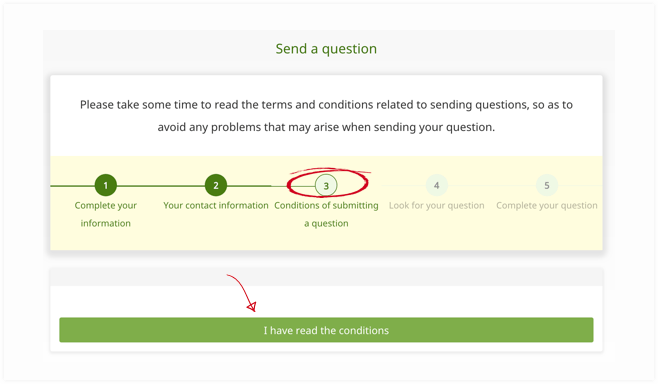 Send a question
Please take some time to read the terms and conditions related to sending questions, so as to
avoid any problems that may arise when sending your question.
1
2
3
4
5
Complete your
information
Your contact information
Conditions of submitting
a question
Look for your question
Complete your question
I have read the conditions